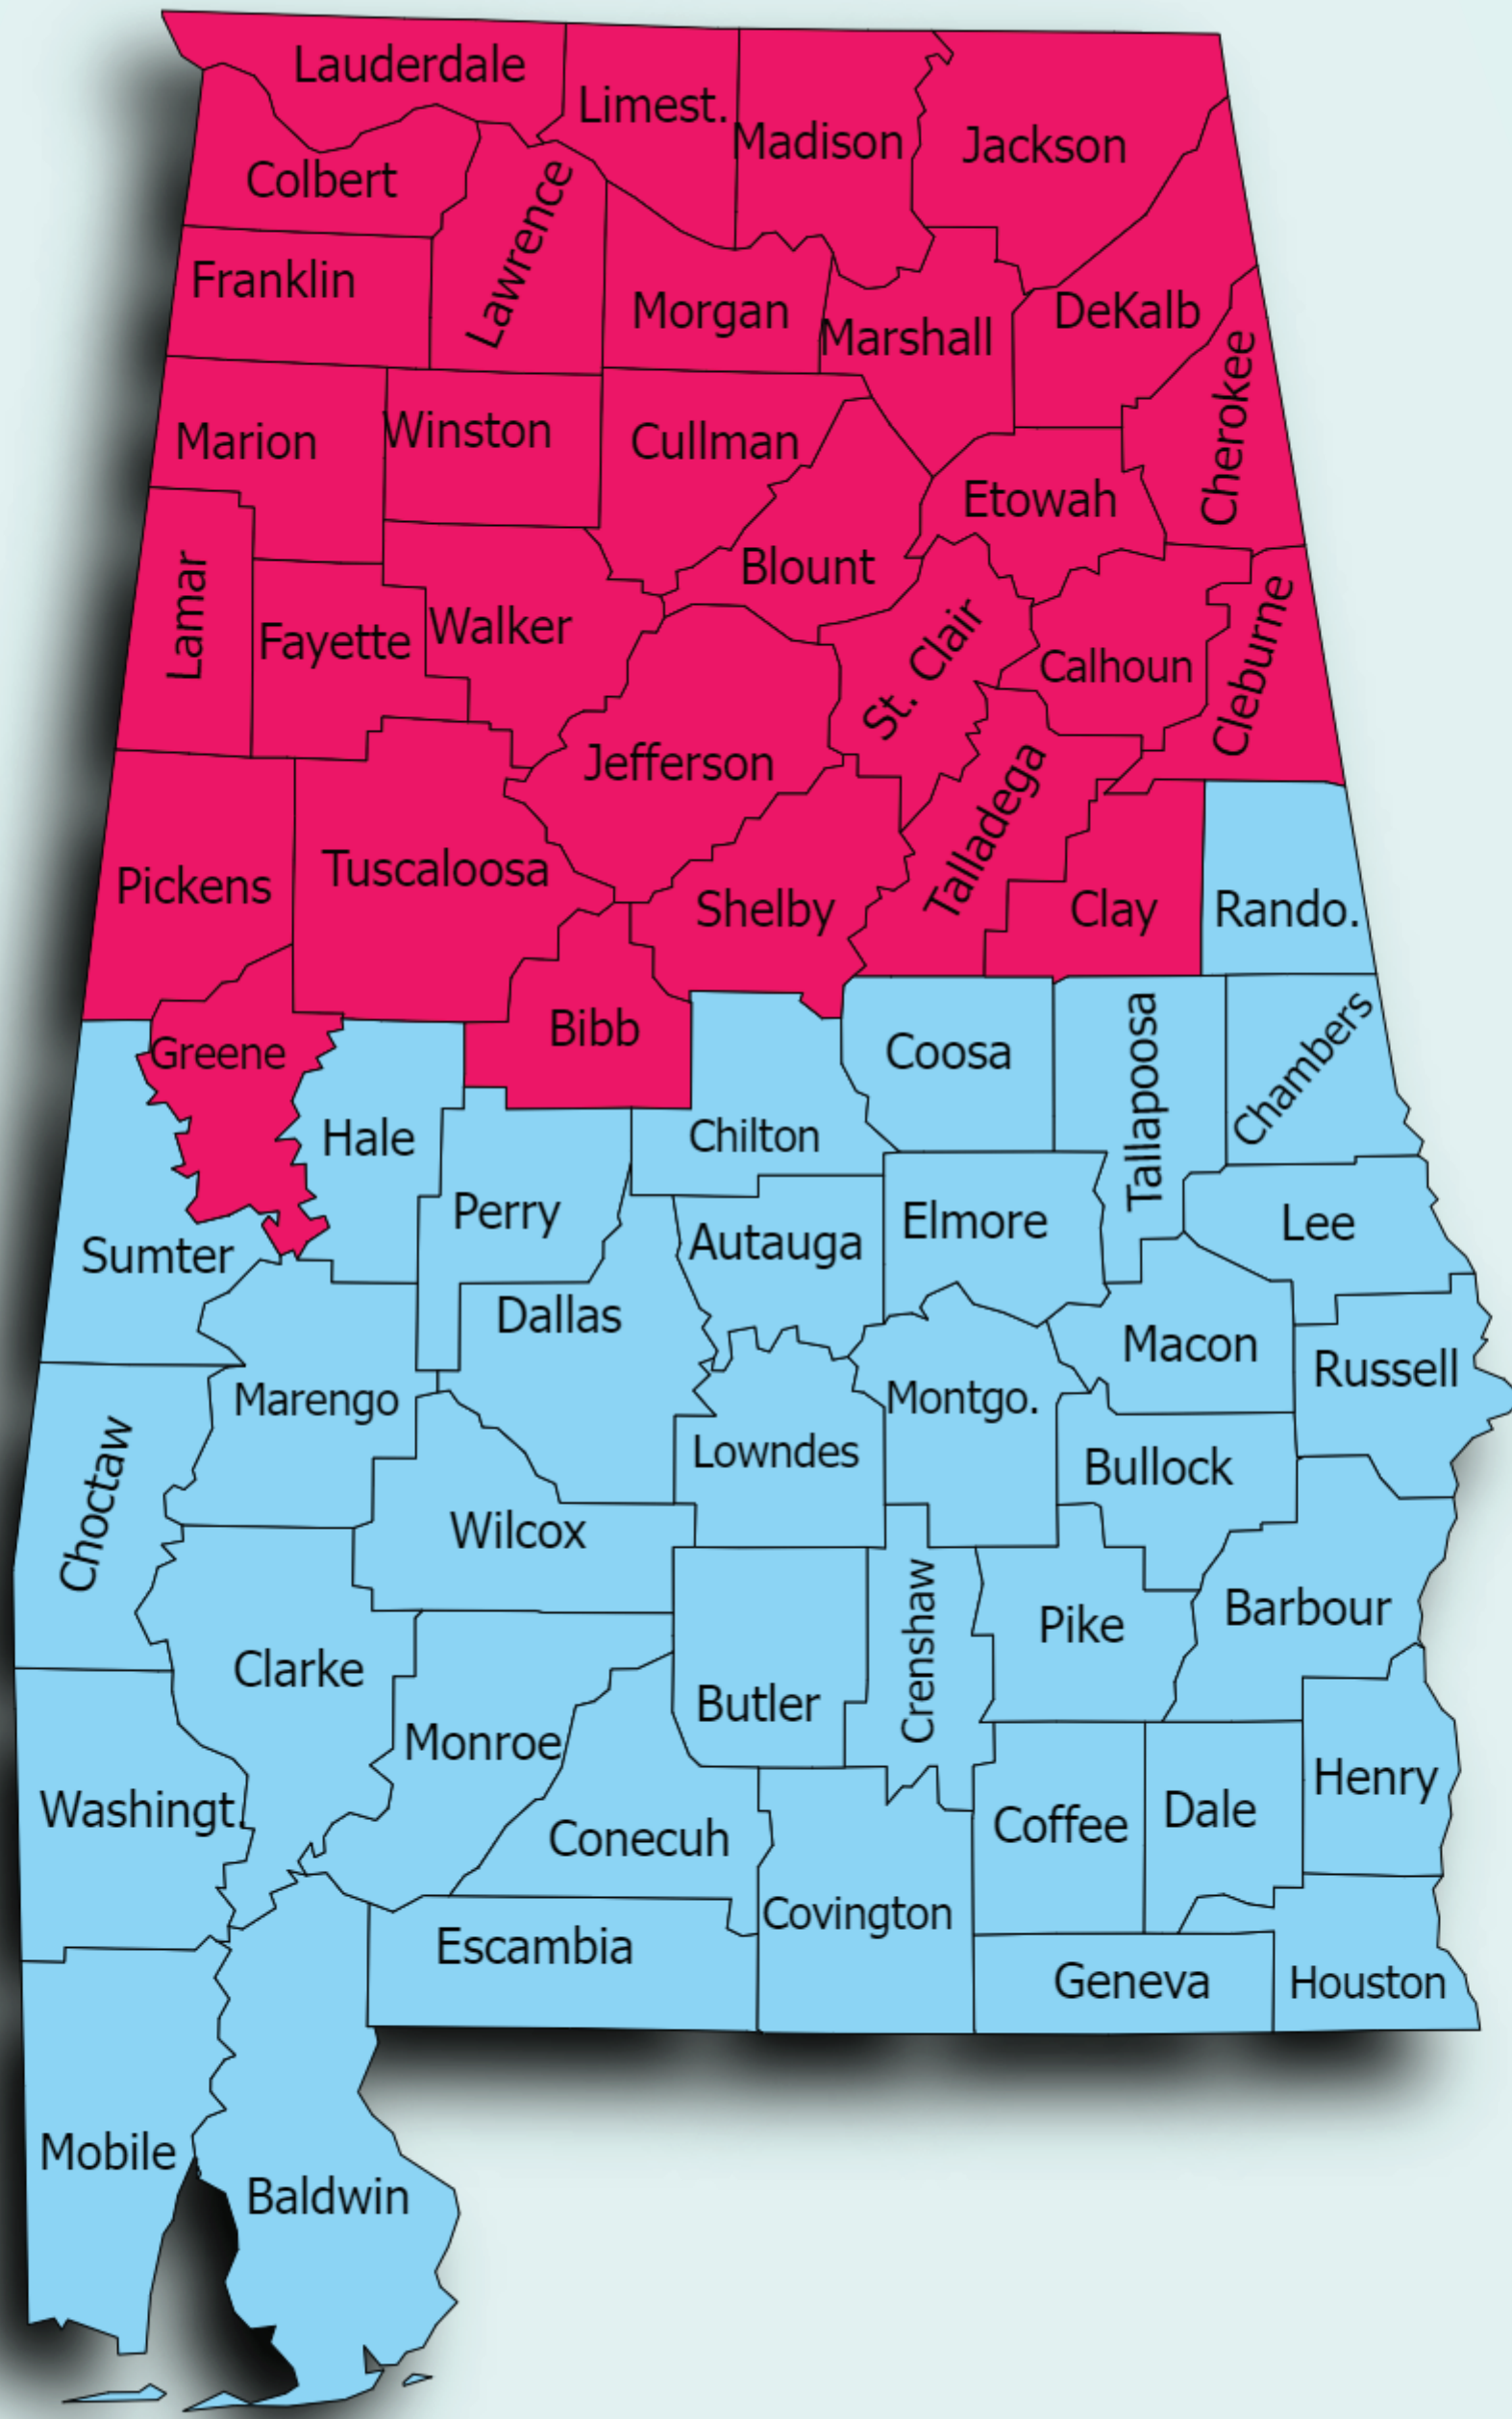 Lauderdale
Limest.
Madison
Jackson
Colbert
Lawrence
Franklin
Morgan
Marshall
DeKalb
Cherokee
Marion
Winston
Cullman
Etowah
Blount
Lamar
Fayette
Walker
St. Clair
Calhoun
Cleburne
Jefferson
Talladega
Pickens
Tuscaloosa
Shelby
Clay
Rando.
Greene
Bibb
Coosa
Tallapoosa
Chambers
Hale
Chilton
Perry
Autauga
Elmore
Lee
Sumter
Dallas
Macon
Russell
Marengo
Montgo.
Lowndes
Bullock
Choctaw
Wilcox
Crenshaw
Pike
Barbour
Clarke
Butler
Monroe
Henry
Washingt.
Conecuh
Coffee
Dale
Covington
Escambia
Geneva
Houston
Mobile
Baldwin